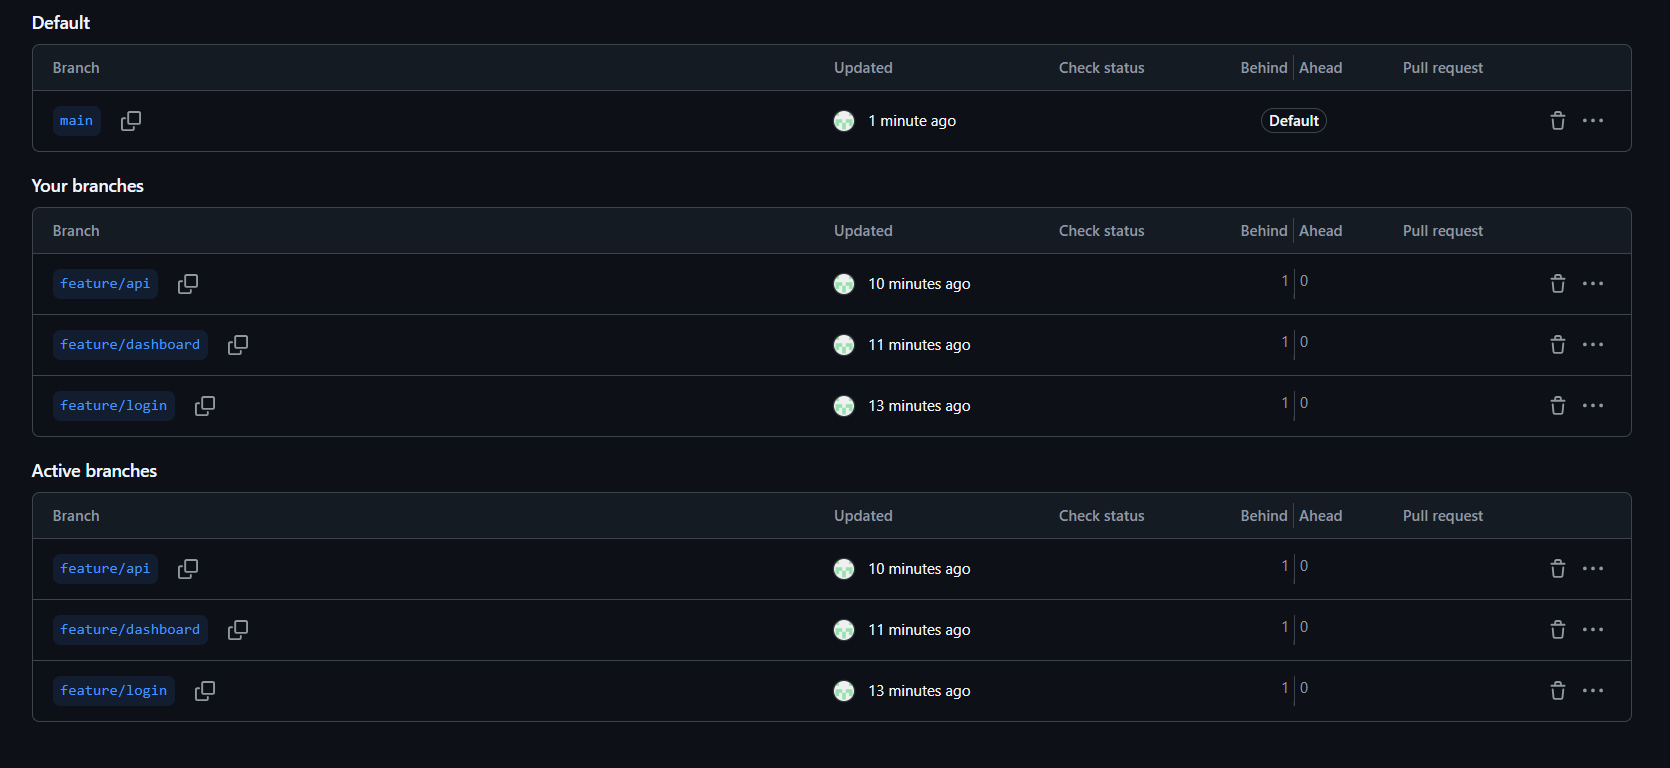 Default
Branch Updated Check status Behind Ahead Pull request
main 1 minute ago Default
Your branches
Branch Updated Check status Behind Ahead Pull request
feature/api 10 minutes ago 1 0
feature/dashboard 11 minutes ago 1 0
feature/login 13 minutes ago 1 0
Active branches
Branch Updated Check status Behind Ahead Pull request
feature/api 10 minutes ago 1 0
feature/dashboard 11 minutes ago 1 0
feature/login 13 minutes ago 1 0